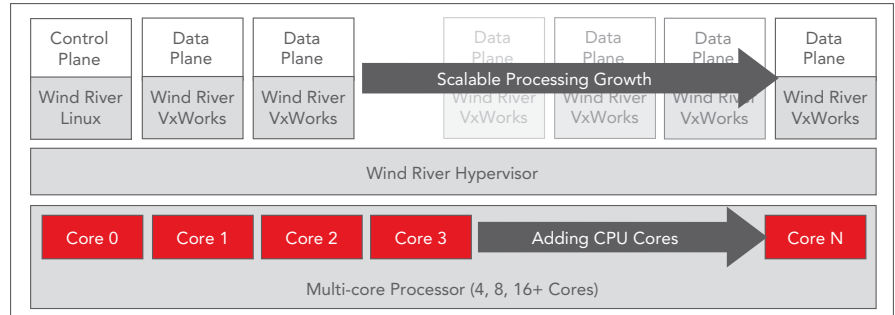 Control
Plane
Wind River
Linux
Data
Plane
Wind River
VxWorks
Data
Plane
Wind River
VxWorks
Data
Plane
Wind River
VxWorks
Data
Plane
Wind River
VxWorks
Data
Plane
Wind River
VxWorks
Data
Plane
Wind River
VxWorks
Scalable Processing Growth
Wind River Hypervisor
Core 0
Core 1
Core 2
Core 3
Adding CPU Cores
Core N
Multi-core Processor (4, 8, 16+ Cores)